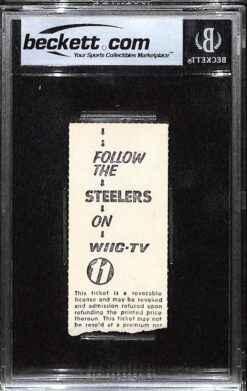 beckett.com
Your Sports Collectibles Marketplace™
BECKETT
FOLLOW
THE
STEELERS
ON
WIIC-TV
11
This ticket is a revocable
license and may be revoked
and admission refused upon
refunding the printed price
thereon. This ticket may not
be resold at a premium nor